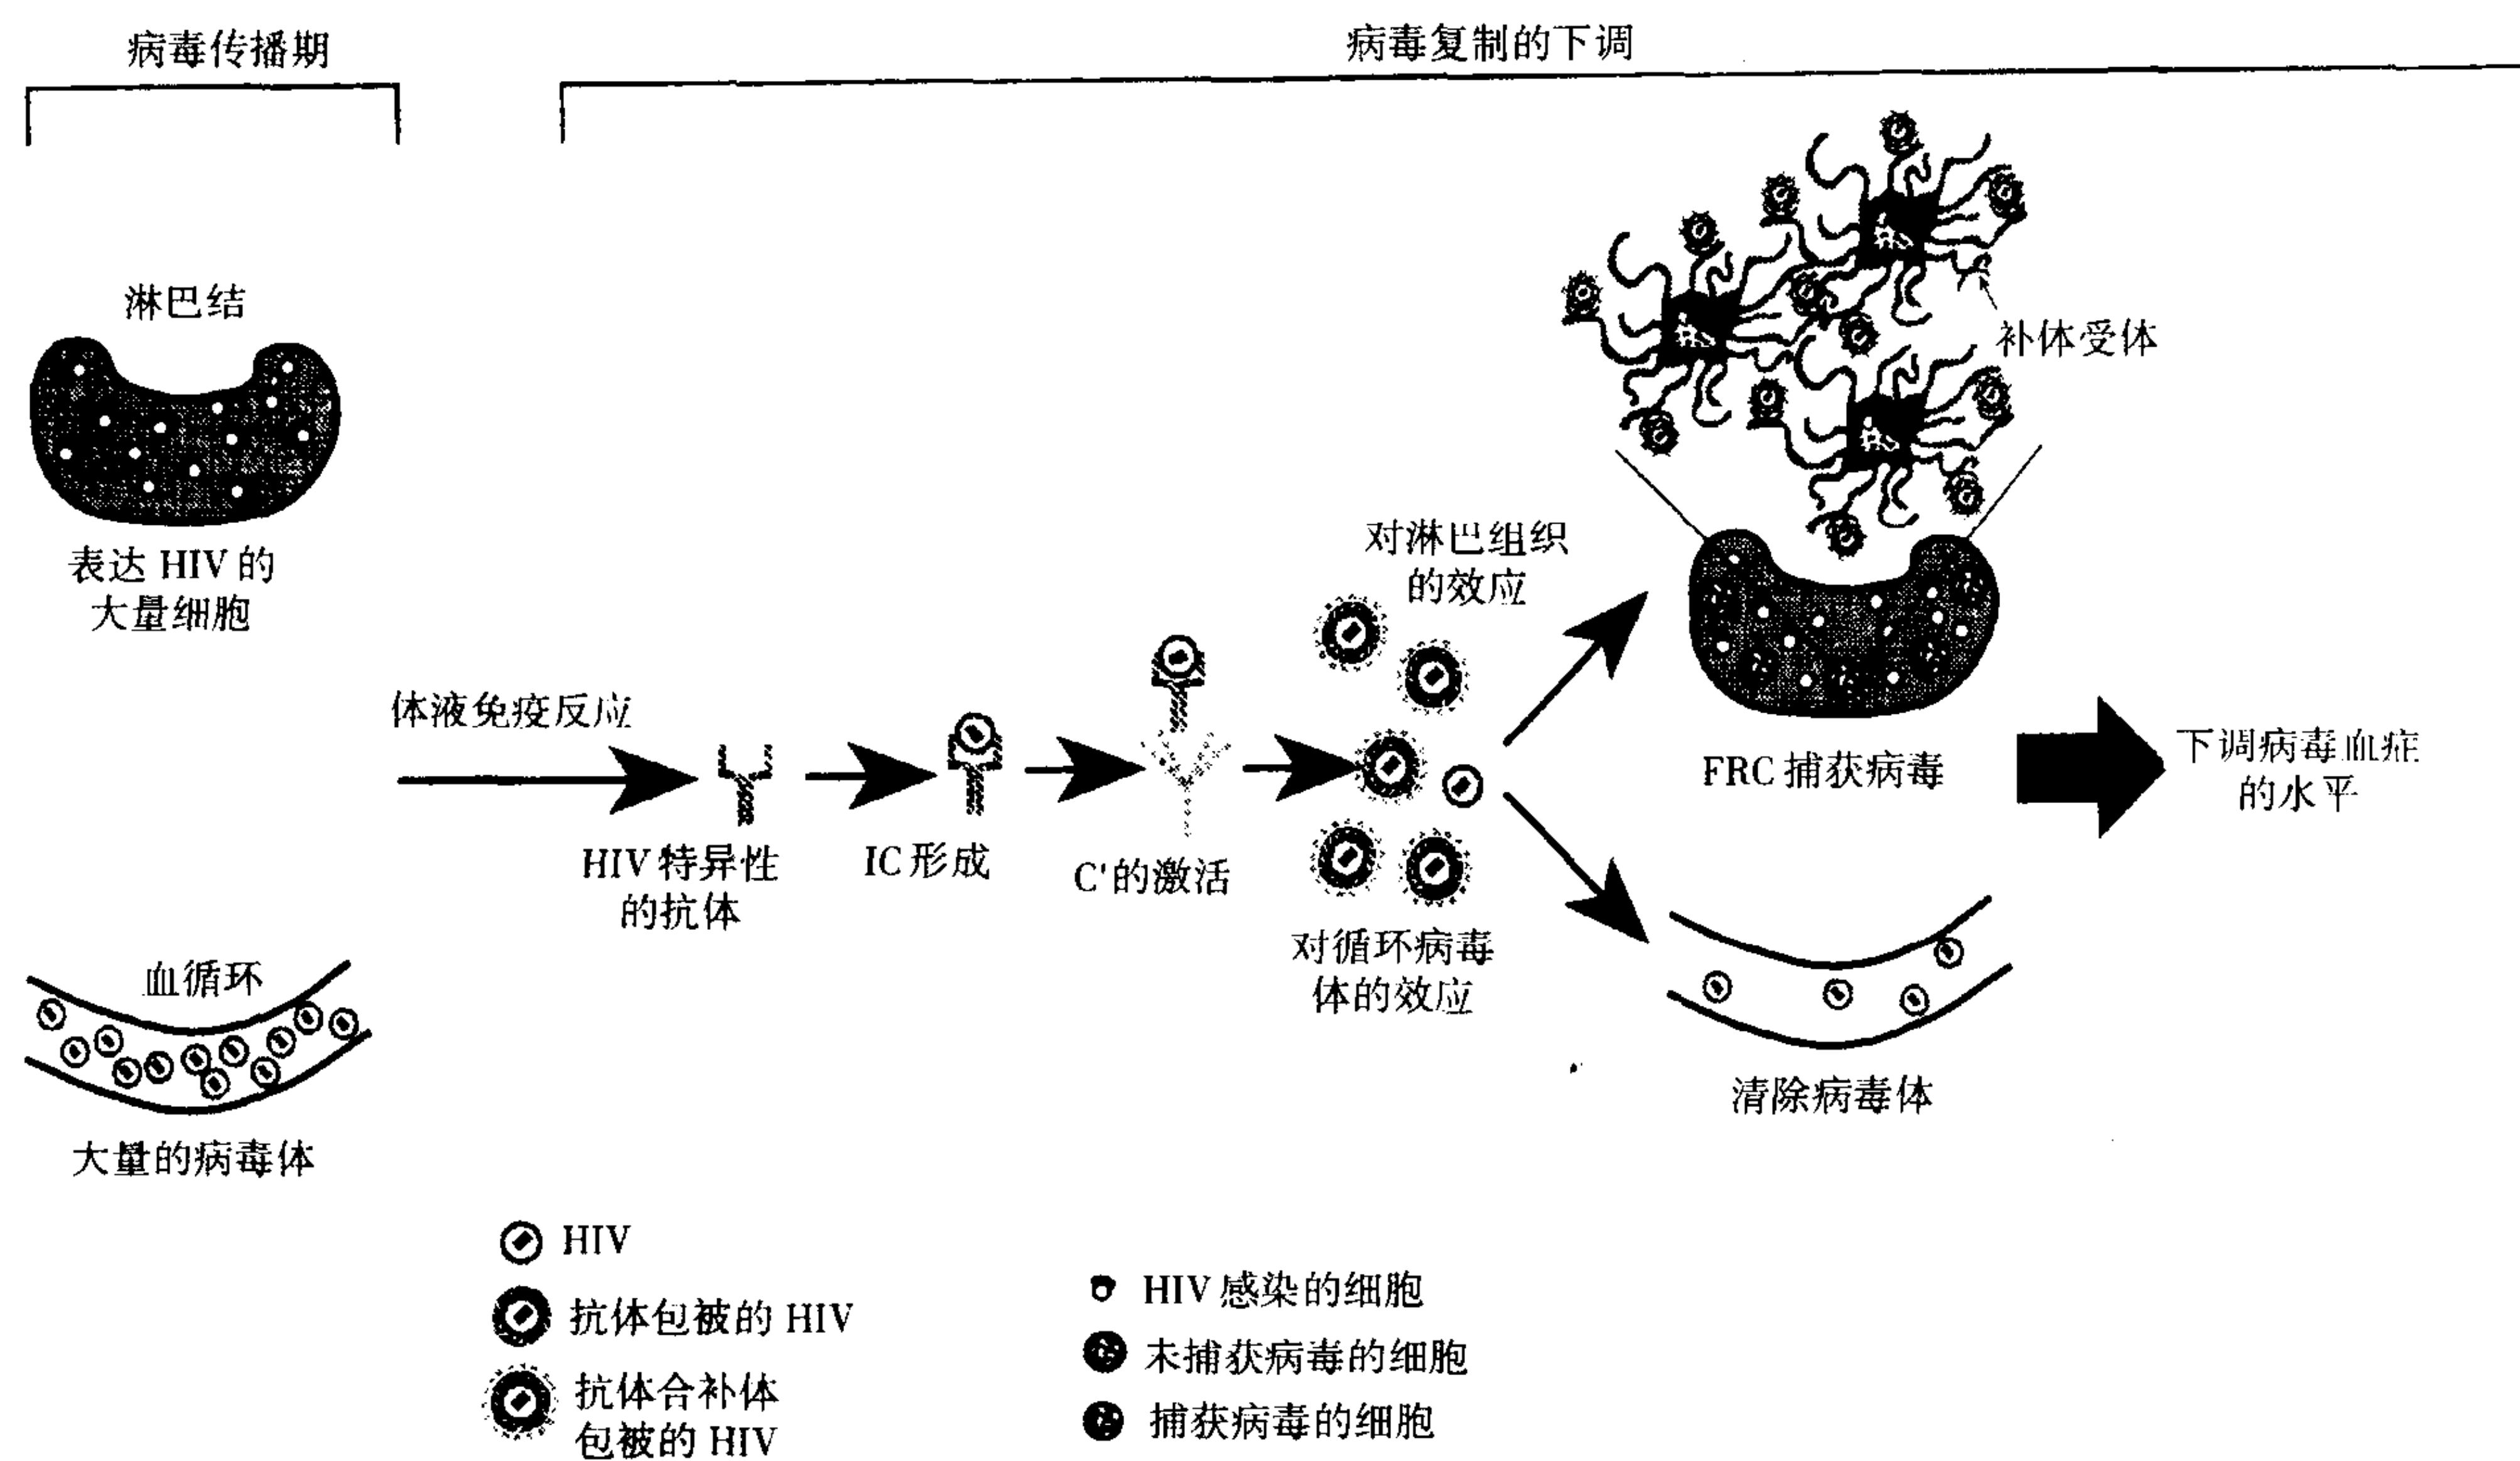 病毒传播期
病毒复制的下调
淋巴结
表达 HIV 的
大量细胞
血循环
大量的病毒体
体液免疫反应
HIV 特异性
的抗体
IC 形成
C'的激活
对淋巴组织
的效应
对循环病毒
体的效应
补体受体
FRC 捕获病毒
清除病毒体
下调病毒血症
的水平
HIV
抗体包被的 HIV
抗体合补体
包被的 HIV
HIV 感染的细胞
未捕获病毒的细胞
捕获病毒的细胞